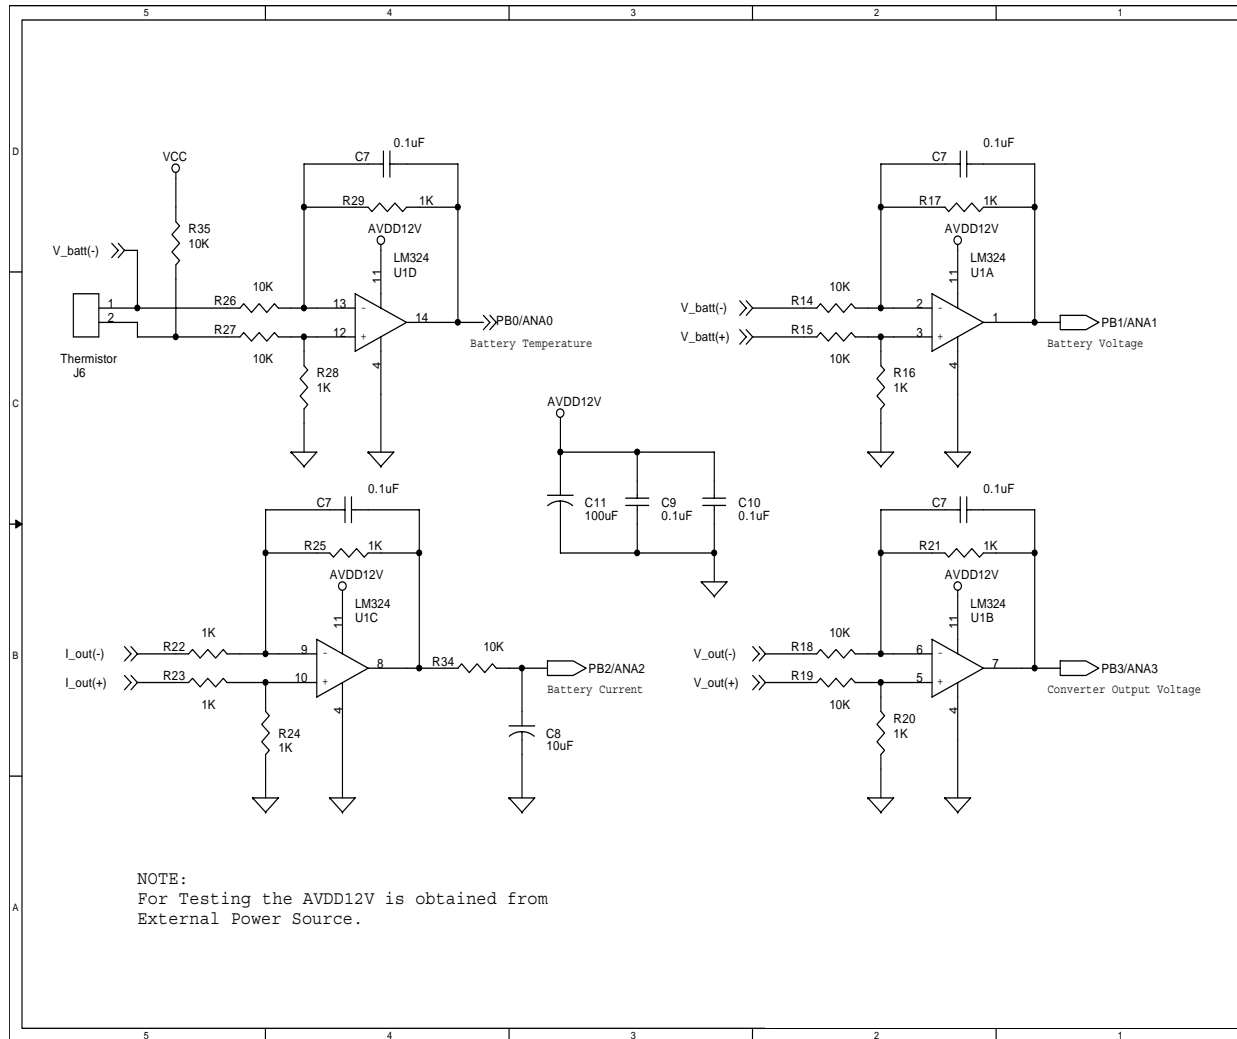 5 4 3 2 1
D
C
B
A
VCC
R35
10K
V_batt(-)
1
2
Thermistor
J6
10K
R26
R27
10K
R28
1K
C7
0.1uF
R29
1K
AVDD12V
LM324
U1D
11
13
12
14
4
-
+
PB0/ANA0
Battery Temperature
C7
0.1uF
R17
1K
AVDD12V
LM324
U1A
11
V_batt(-)
V_batt(+)
10K
R14
R15
10K
R16
1K
2
3
1
4
-
+
PB1/ANA1
Battery Voltage
AVDD12V
C11
100uF
C9
0.1uF
C10
0.1uF
C7
0.1uF
R25
1K
AVDD12V
LM324
U1C
11
I_out(-)
I_out(+)
1K
R22
R23
1K
R24
1K
9
10
8
4
-
+
R34
10K
C8
10uF
PB2/ANA2
Battery Current
C7
0.1uF
R21
1K
AVDD12V
LM324
U1B
11
V_out(-)
V_out(+)
10K
R18
R19
10K
R20
1K
6
5
7
4
-
+
PB3/ANA3
Converter Output Voltage
NOTE:
For Testing the AVDD12V is obtained from
External Power Source.
5 4 3 2 1